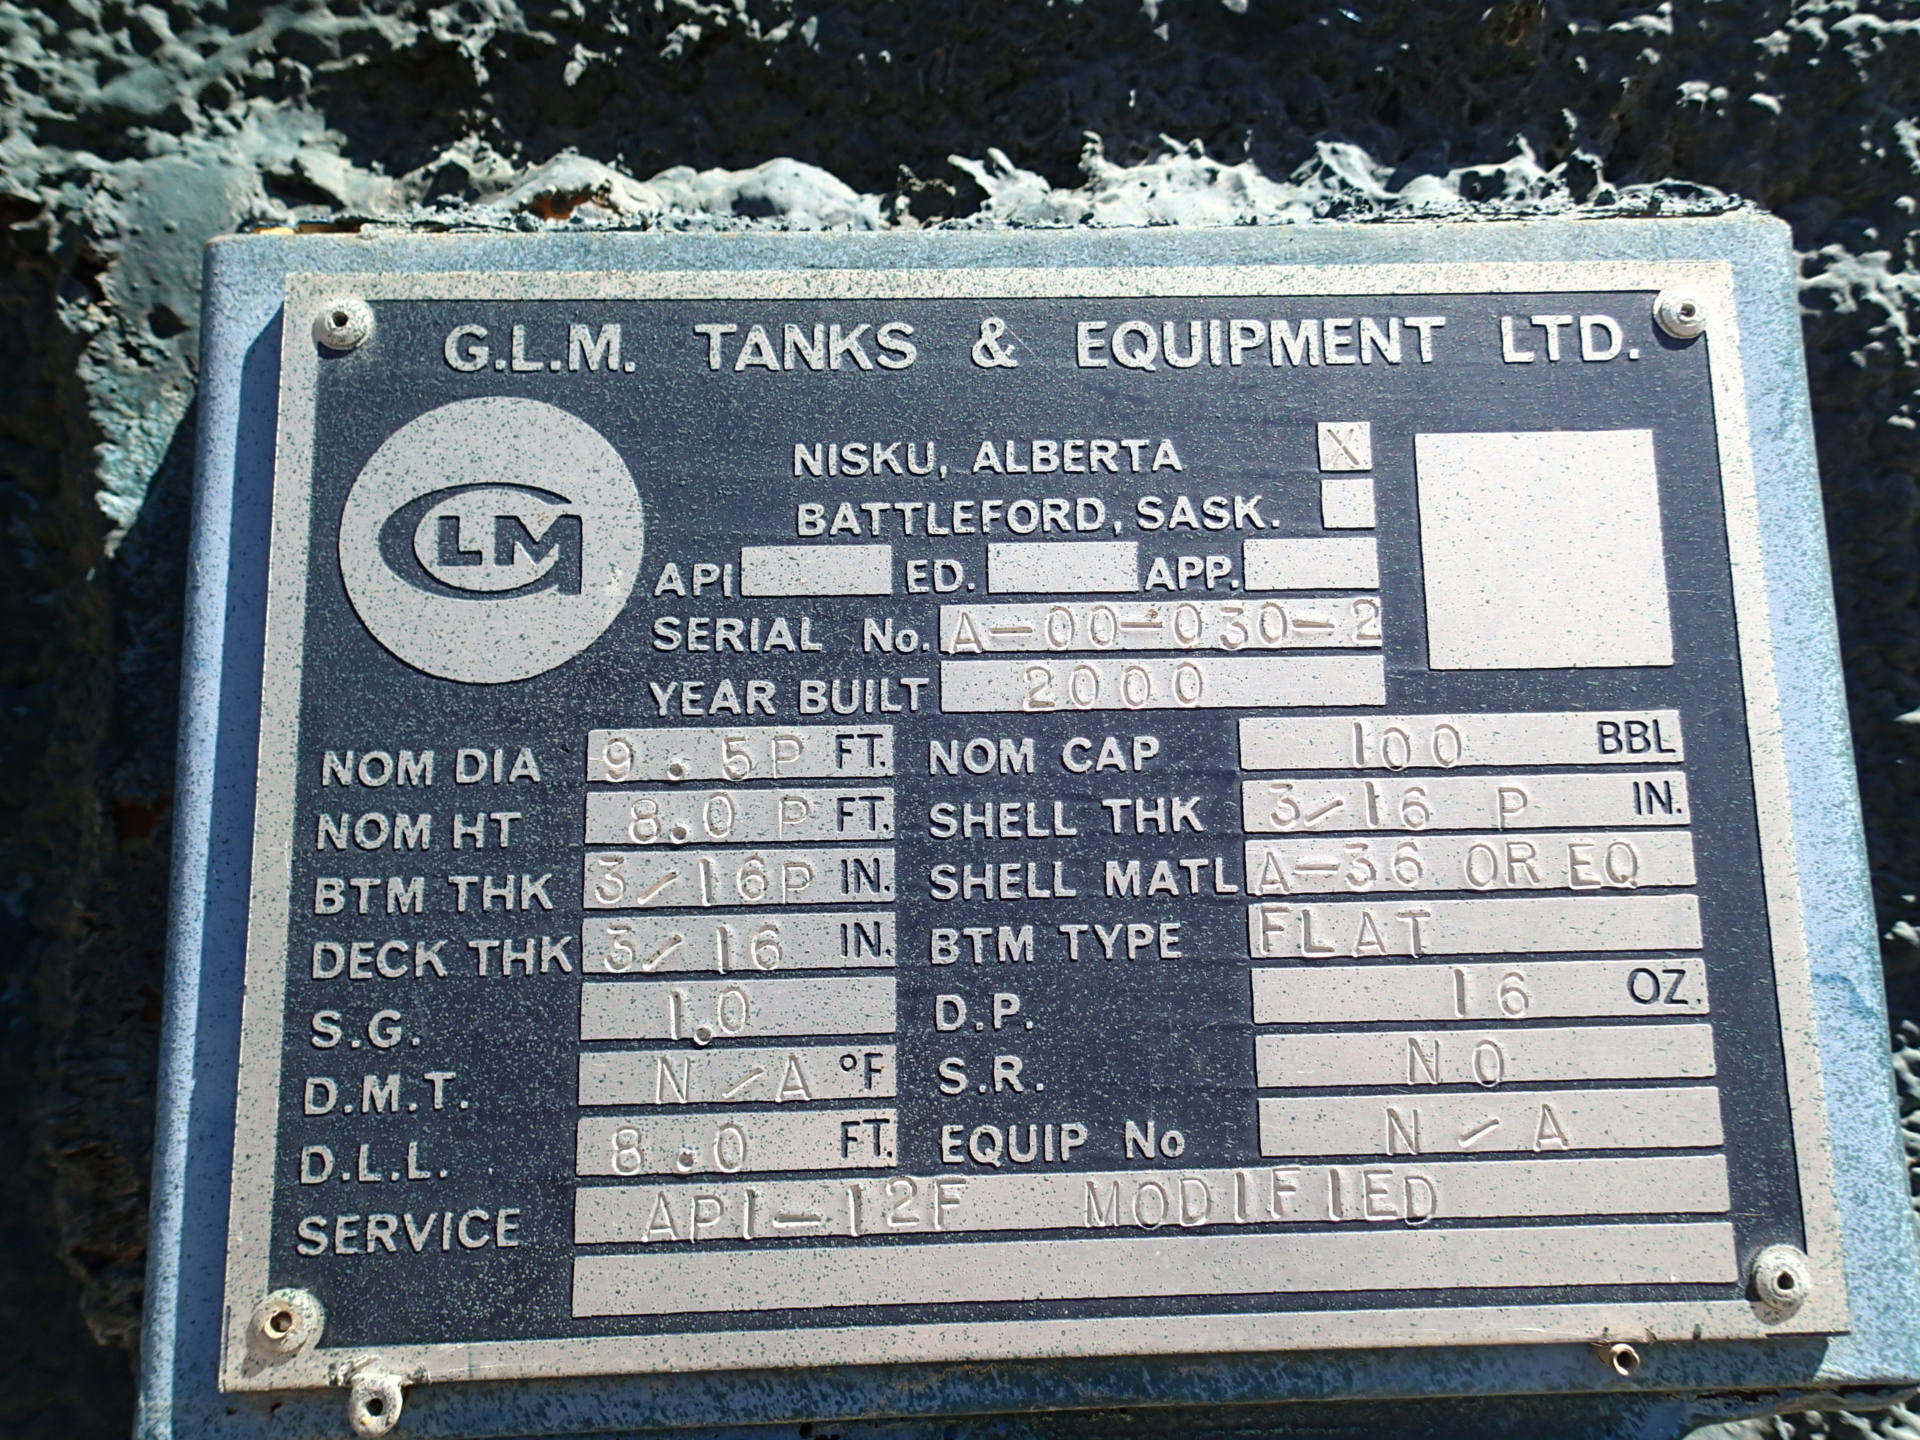 G.L.M. TANKS & EQUIPMENT LTD.
GLM
NISKU, ALBERTA X
BATTLEFORD, SASK.
API ED. APP.
SERIAL No. A-00-030-2
YEAR BUILT 2000
NOM DIA 9.5P FT. NOM CAP 100 BBL
NOM HT 8.0 P FT. SHELL THK 3/16 P IN.
BTM THK 3/16P IN. SHELL MATL A-36 OR EQ
DECK THK 3/16 IN. BTM TYPE FLAT
S.G. 1.0 D.P. 16 OZ.
D.M.T. N/A °F S.R. NO
D.L.L. 8.0 FT. EQUIP No N/A
SERVICE API-12F MODIFIED